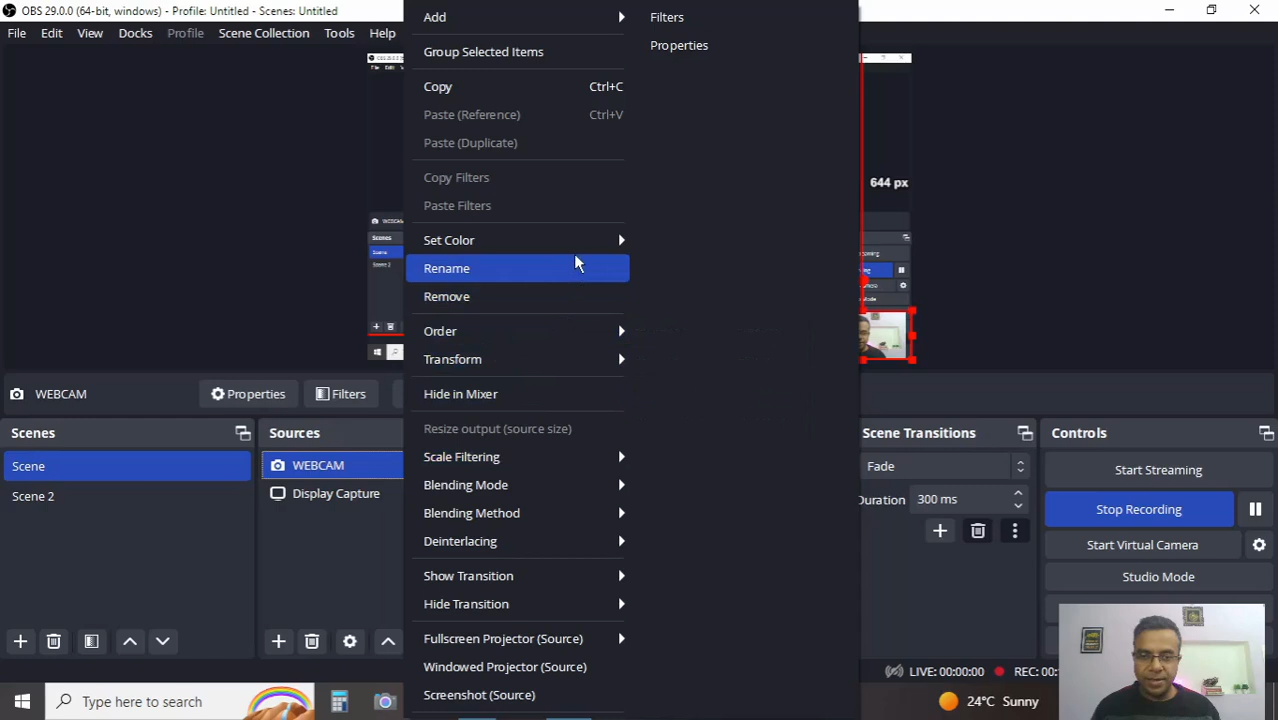 OBS 29.0.0 (64-bit, windows) - Profile: Untitled - Scenes: Untitled
File Edit View Docks Profile Scene Collection Tools Help
Add
Group Selected Items
Copy Ctrl+C
Paste (Reference) Ctrl+V
Paste (Duplicate)
Copy Filters
Paste Filters
Set Color
Rename
Remove
Order
Transform
Hide in Mixer
Resize output (source size)
Scale Filtering
Blending Mode
Blending Method
Deinterlacing
Show Transition
Hide Transition
Fullscreen Projector (Source)
Windowed Projector (Source)
Screenshot (Source)
Filters
Properties
644 px
WEBCAM Properties Filters
Scenes
Scene
Scene 2
Sources
WEBCAM
Display Capture
Scene Transitions
Fade
Duration 300 ms
Controls
Start Streaming
Stop Recording
Start Virtual Camera
Studio Mode
LIVE: 00:00:00 REC: 00:
Type here to search
24°C Sunny